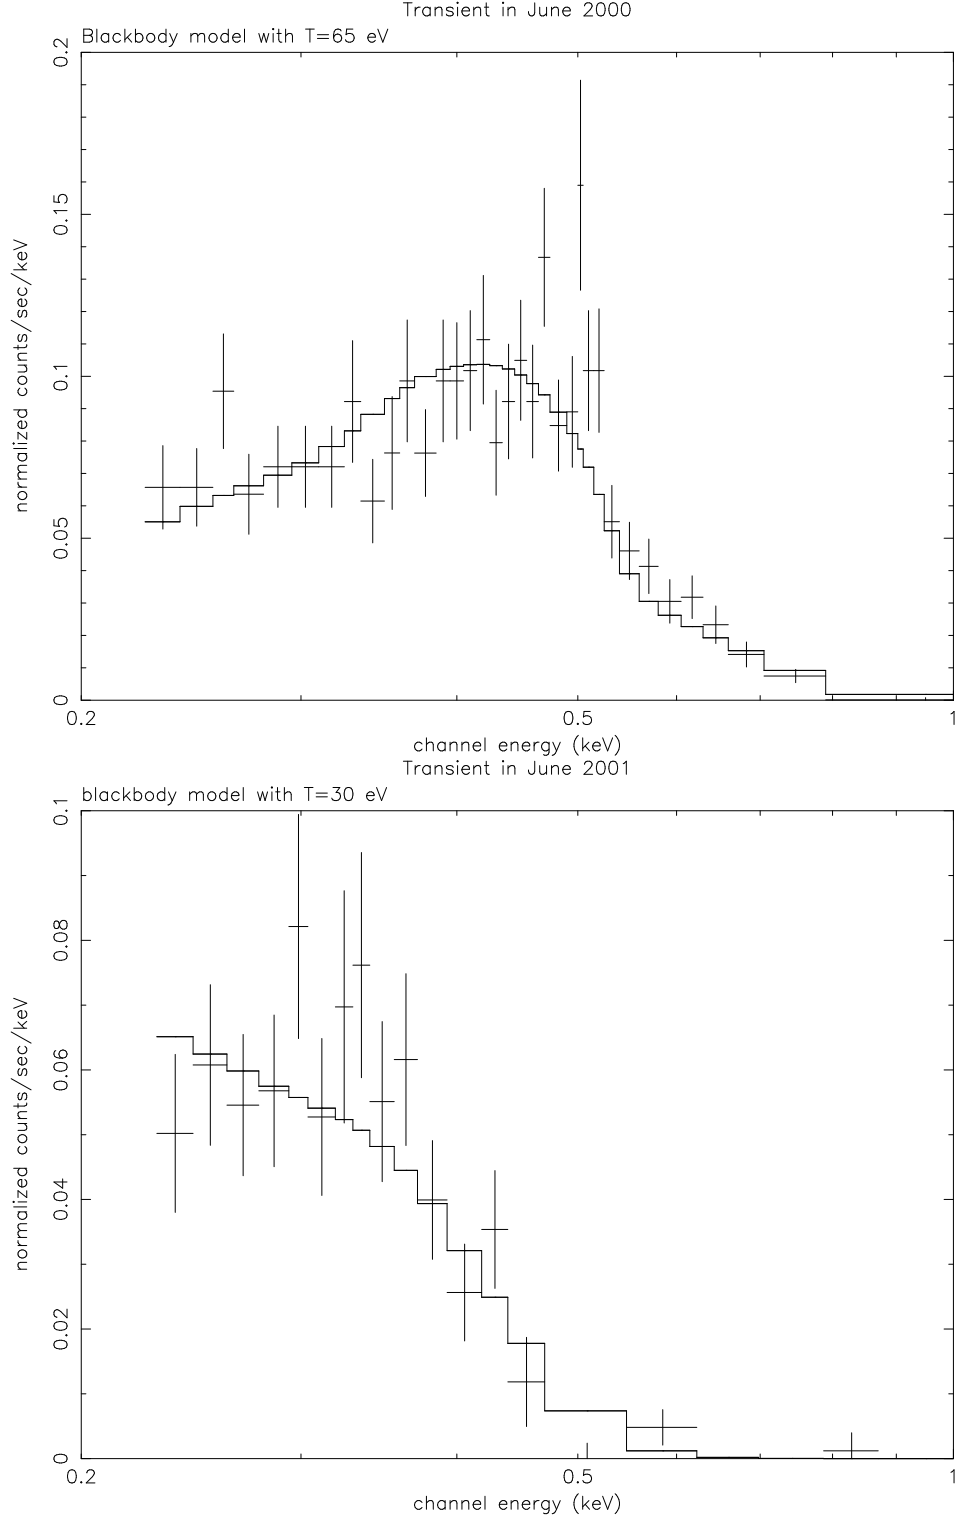 Transient in June 2000
Blackbody model with T=65 eV
0.2
0.15
0.1
0.05
0
normalized counts/sec/keV
0.2 0.5 1
channel energy (keV)
Transient in June 2001
blackbody model with T=30 eV
0.1
0.08
0.06
0.04
0.02
0
normalized counts/sec/keV
0.2 0.5 1
channel energy (keV)